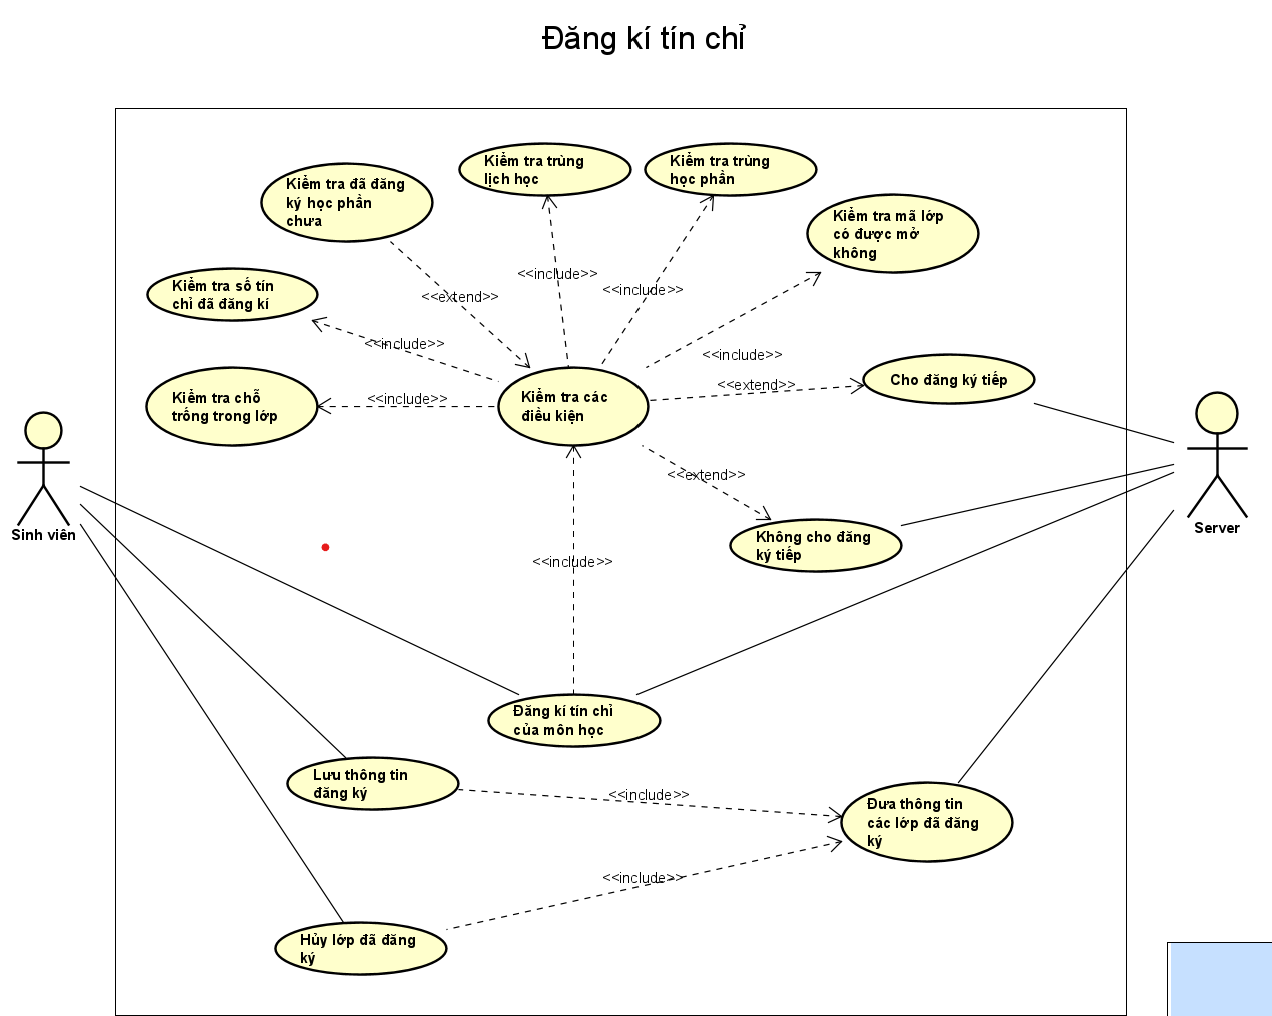 Đăng kí tín chỉ
Kiểm tra trùng
lịch học
Kiểm tra trùng
học phần
Kiểm tra đã đăng
ký học phần
chưa
Kiểm tra mã lớp
có được mở
không
Kiểm tra số tín
chỉ đã đăng kí
<<include>>
<<include>>
<<extend>>
<<include>>
<<include>>
Kiểm tra chỗ
trống trong lớp
<<include>>
Kiểm tra các
điều kiện
<<extend>>
Cho đăng ký tiếp
<<extend>>
Sinh viên
Server
Không cho đăng
ký tiếp
<<include>>
Đăng kí tín chỉ
của môn học
Lưu thông tin
đăng ký
<<include>>
Đưa thông tin
các lớp đã đăng
ký
<<include>>
Hủy lớp đã đăng
ký